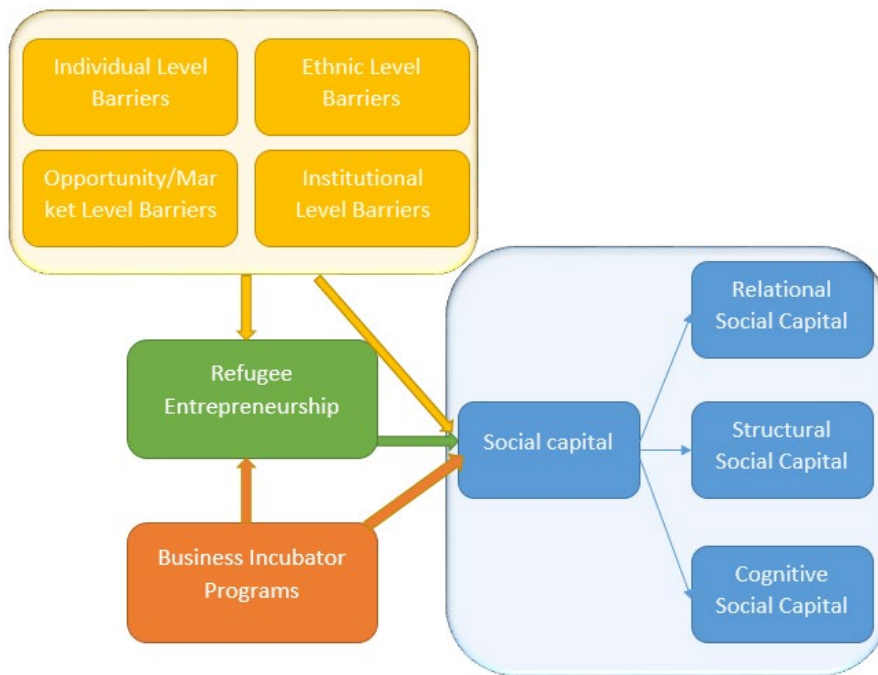 Individual Level
Barriers
Ethnic Level
Barriers
Opportunity/Mar
ket Level Barriers
Institutional
Level Barriers
Relational
Social Capital
Refugee
Entrepreneurship
Social capital
Structural
Social Capital
Business Incubator
Programs
Cognitive
Social Capital